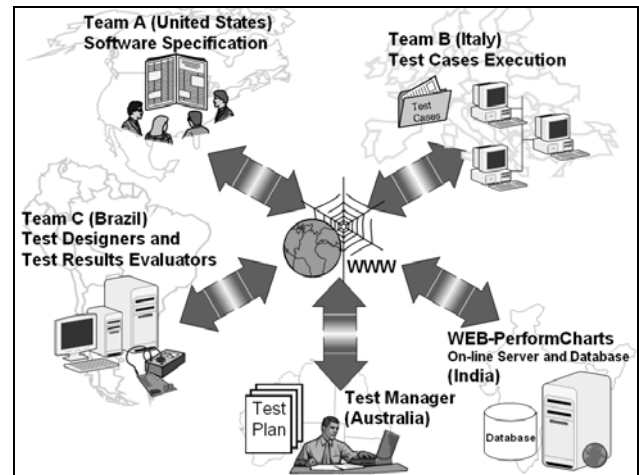 Team A (United States)
Software Specification
Team B (Italy)
Test Cases Execution
Test
Cases
Team C (Brazil)
Test Designers and
Test Results Evaluators
WWW
WEB-PerformCharts
On-line Server and Database
(India)
Database
Test Manager
(Australia)
Test
Plan